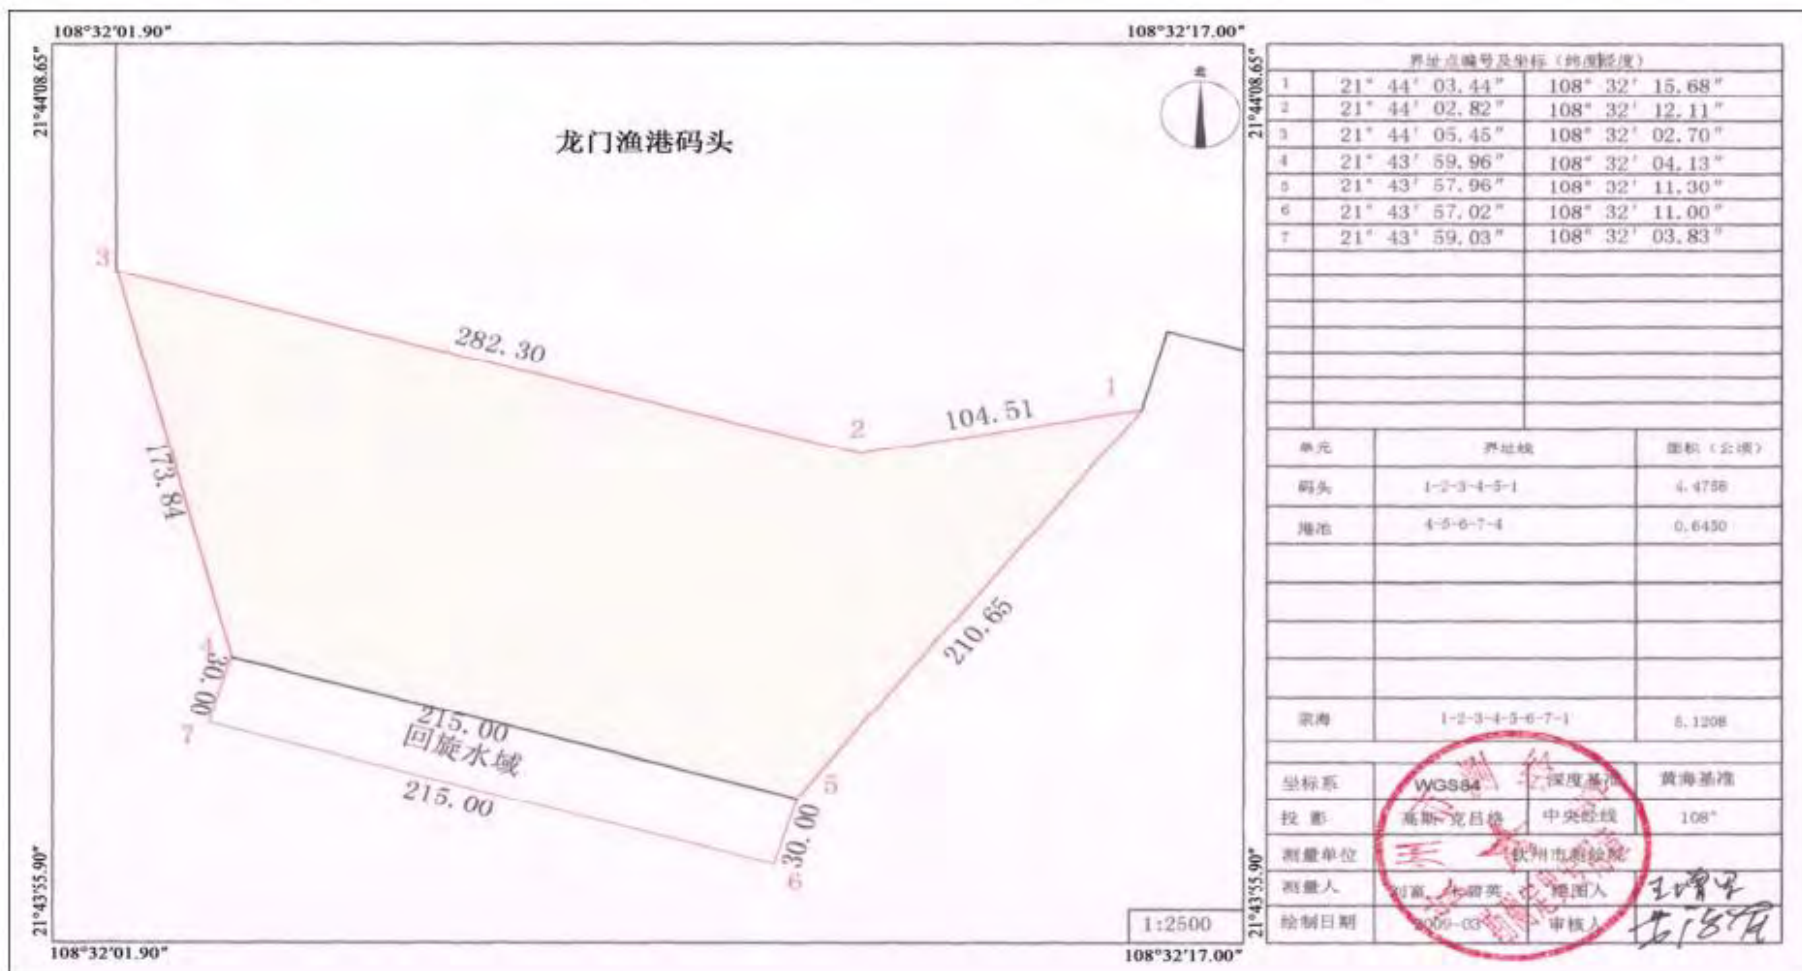 108°32′01.90″
108°32′17.00″
21°44′08.65″
21°44′08.65″
北
龙门渔港码头
3
282.30
1
104.51
2
173.84
210.65
4
30.00
215.00
回旋水域
7
5
215.00
30.00
6
21°43′55.90″
21°43′55.90″
1:2500
108°32′01.90″
108°32′17.00″
界址点编号及坐标（纬度经度）
1 21° 44′ 03.44″ 108° 32′ 15.68″
2 21° 44′ 02.82″ 108° 32′ 12.11″
3 21° 44′ 05.45″ 108° 32′ 02.70″
4 21° 43′ 59.96″ 108° 32′ 04.13″
5 21° 43′ 57.96″ 108° 32′ 11.30″
6 21° 43′ 57.02″ 108° 32′ 11.00″
7 21° 43′ 59.03″ 108° 32′ 03.83″
单元 界址线 面积（公顷）
码头 1-2-3-4-5-1 4.4758
港池 4-5-6-7-4 0.6450
宗海 1-2-3-4-5-6-7-1 5.1208
坐标系 WGS84 深度基准 黄海基准
投影 高斯-克吕格 中央经线 108°
测量单位 钦州市测绘院
测量人 绘图人
绘制日期 2009-03 审核人